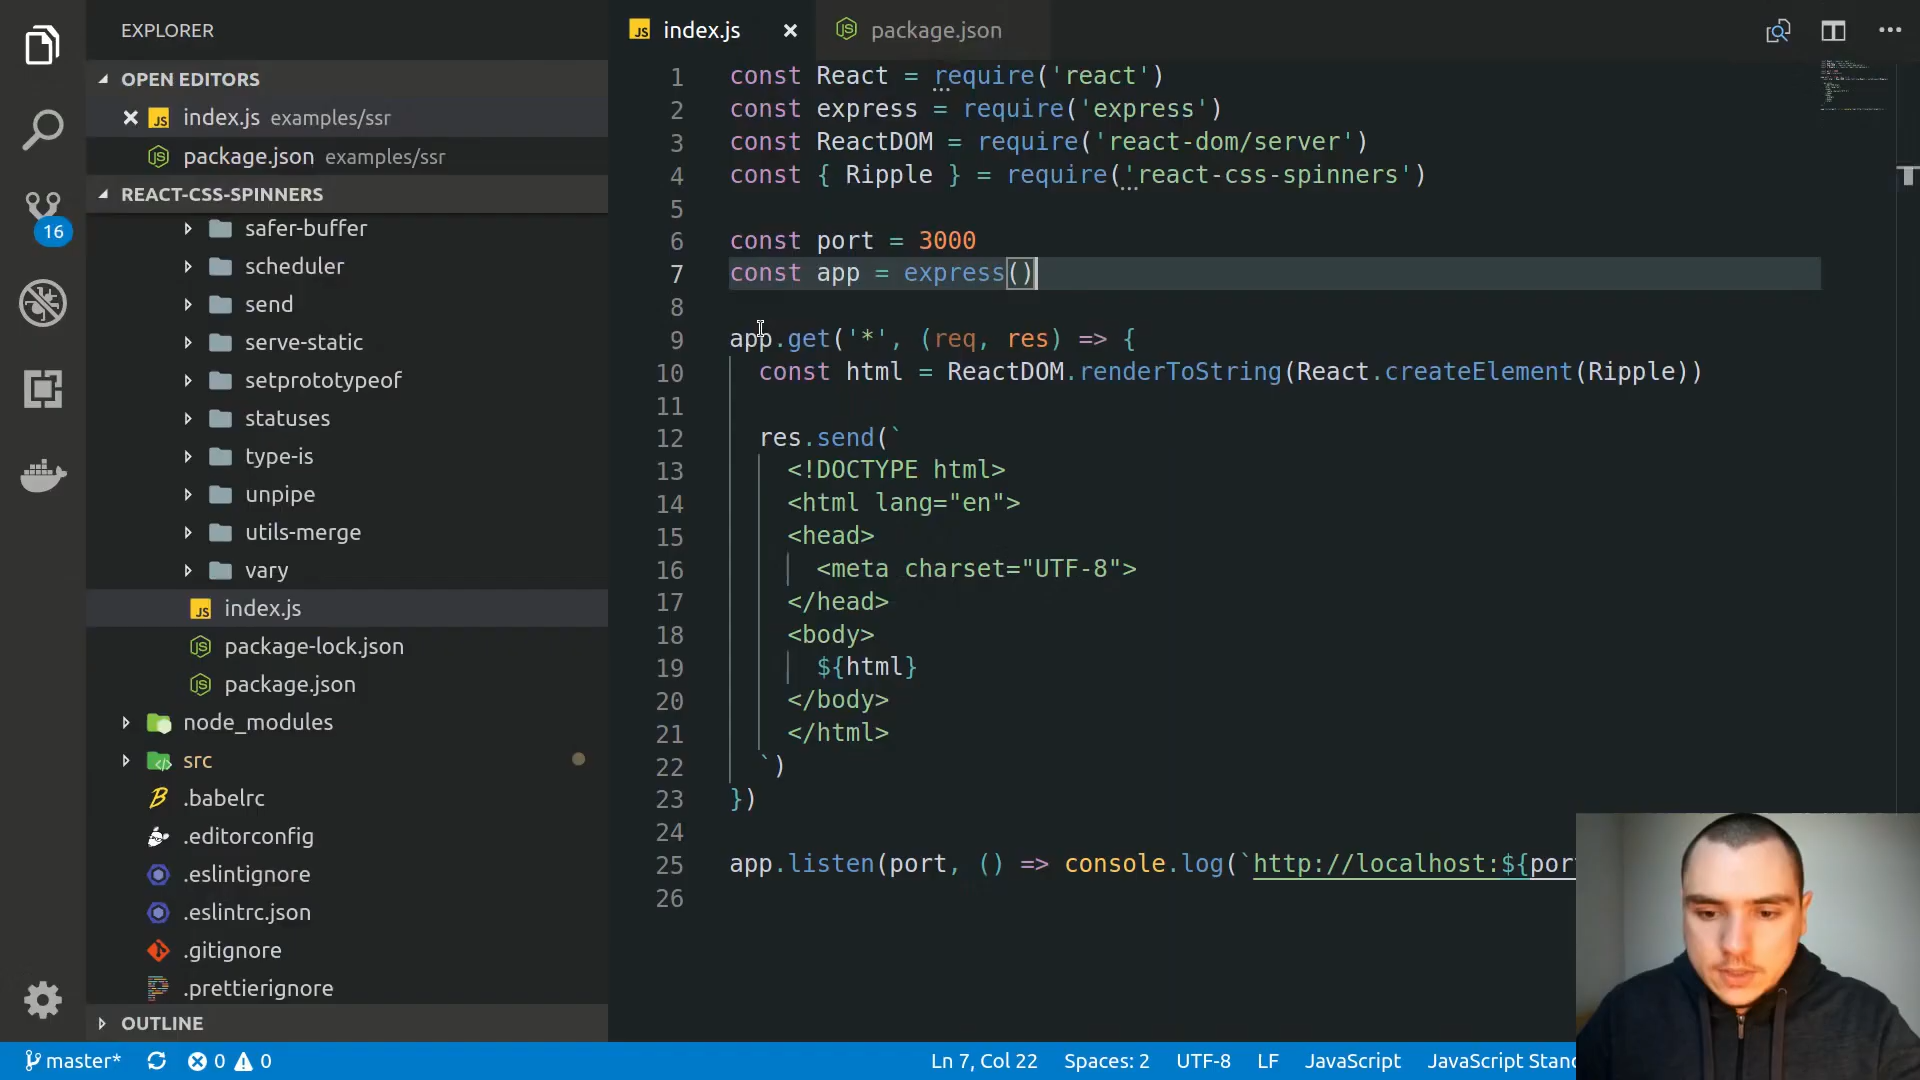 EXPLORER
OPEN EDITORS
index.js examples/ssr
package.json examples/ssr
REACT-CSS-SPINNERS
safer-buffer
scheduler
send
serve-static
setprototypeof
statuses
type-is
unpipe
utils-merge
vary
index.js
package-lock.json
package.json
node_modules
src
.babelrc
.editorconfig
.eslintignore
.eslintrc.json
.gitignore
.prettierignore
OUTLINE
16
index.js
package.json
1 const React = require('react')
2 const express = require('express')
3 const ReactDOM = require('react-dom/server')
4 const { Ripple } = require('react-css-spinners')
5
6 const port = 3000
7 const app = express()
8
9 app.get('*', (req, res) => {
10 const html = ReactDOM.renderToString(React.createElement(Ripple))
11
12 res.send(`
13 <!DOCTYPE html>
14 <html lang="en">
15 <head>
16 <meta charset="UTF-8">
17 </head>
18 <body>
19 ${html}
20 </body>
21 </html>
22 `)
23 })
24
25 app.listen(port, () => console.log(`http://localhost:${por
26
master* 0 0 Ln 7, Col 22 Spaces: 2 UTF-8 LF JavaScript JavaScript Stan